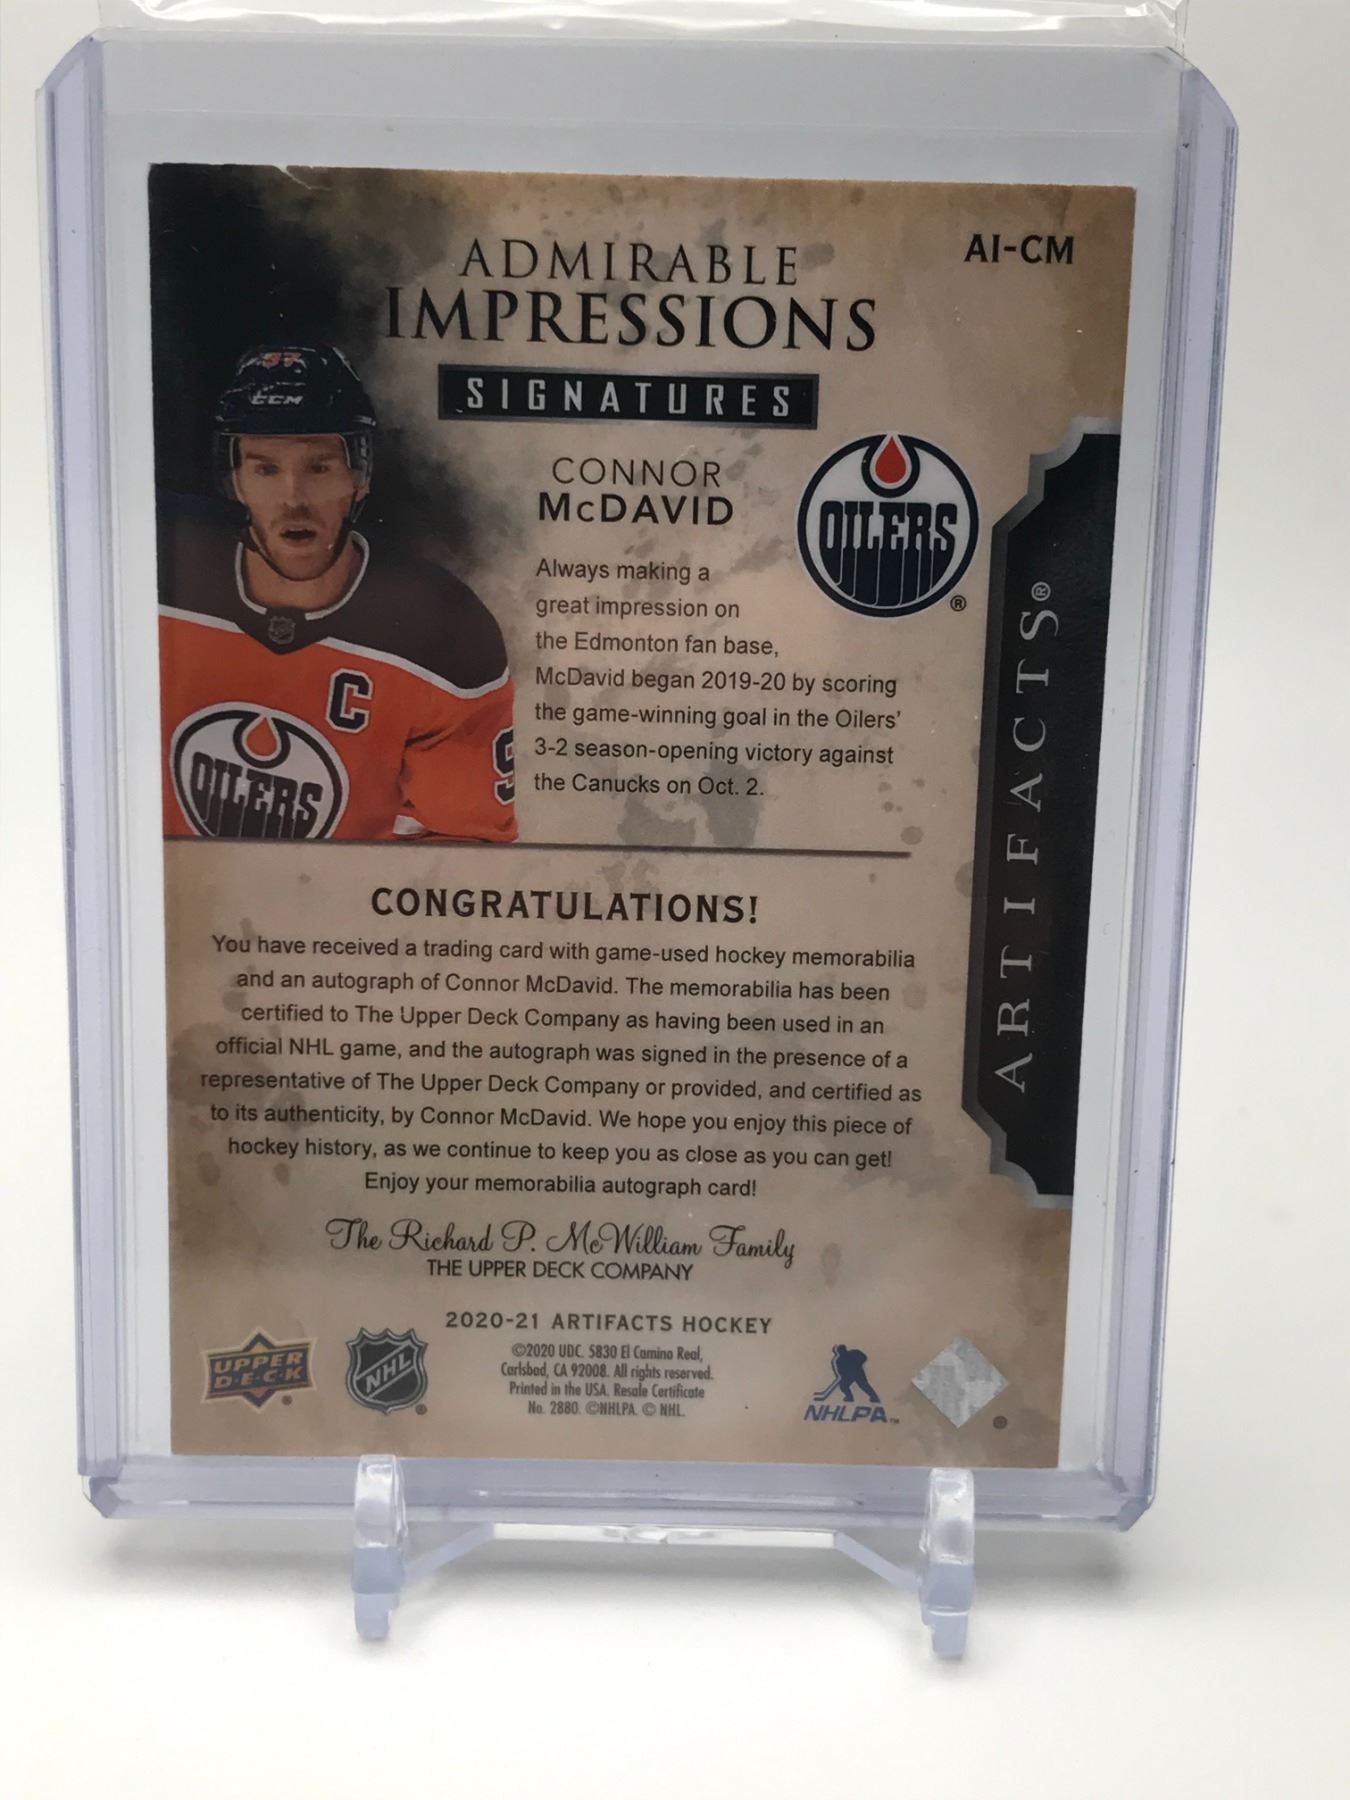 AI-CM
ADMIRABLE
IMPRESSIONS
SIGNATURES
97
CCM
CONNOR
McDAVID
OILERS
®
Always making a
great impression on
the Edmonton fan base,
McDavid began 2019-20 by scoring
the game-winning goal in the Oilers'
3-2 season-opening victory against
the Canucks on Oct. 2.
C
OILERS
9
ARTIFACTS®
CONGRATULATIONS!
You have received a trading card with game-used hockey memorabilia
and an autograph of Connor McDavid. The memorabilia has been
certified to The Upper Deck Company as having been used in an
official NHL game, and the autograph was signed in the presence of a
representative of The Upper Deck Company or provided, and certified as
to its authenticity, by Connor McDavid. We hope you enjoy this piece of
hockey history, as we continue to keep you as close as you can get!
Enjoy your memorabilia autograph card!
The Richard P. McWilliam Family
THE UPPER DECK COMPANY
2020-21 ARTIFACTS HOCKEY
©2020 UDC. 5830 El Camino Real,
Carlsbad, CA 92008. All rights reserved.
Printed in the USA. Resale Certificate
No. 2880. ©NHLPA. © NHL.
UPPER
D·E·C·K
®
NHL
®
NHLPA™
®